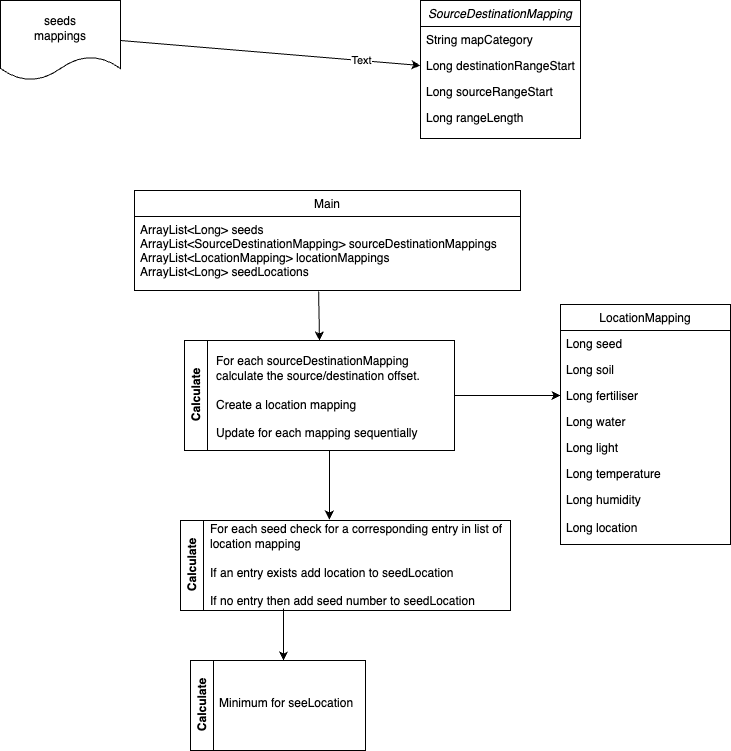 seeds
mappings
Text
SourceDestinationMapping
String mapCategory
Long destinationRangeStart
Long sourceRangeStart
Long rangeLength
Main
ArrayList<Long> seeds
ArrayList<SourceDestinationMapping> sourceDestinationMappings
ArrayList<LocationMapping> locationMappings
ArrayList<Long> seedLocations
Calculate
For each sourceDestinationMapping
calculate the source/destination offset.
Create a location mapping
Update for each mapping sequentially
LocationMapping
Long seed
Long soil
Long fertiliser
Long water
Long light
Long temperature
Long humidity
Long location
Calculate
For each seed check for a corresponding entry in list of
location mapping
If an entry exists add location to seedLocation
If no entry then add seed number to seedLocation
Calculate
Minimum for seeLocation